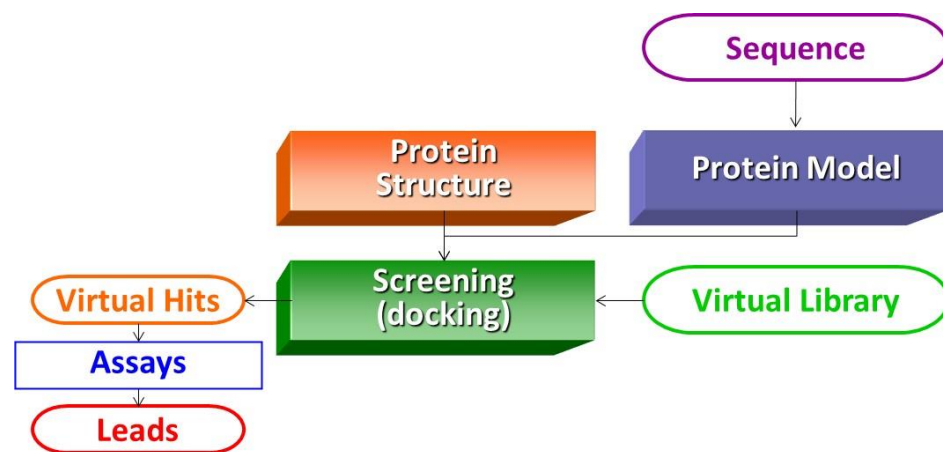 Sequence
Protein
Structure
Protein Model
Screening
(docking)
Virtual Library
Virtual Hits
Assays
Leads